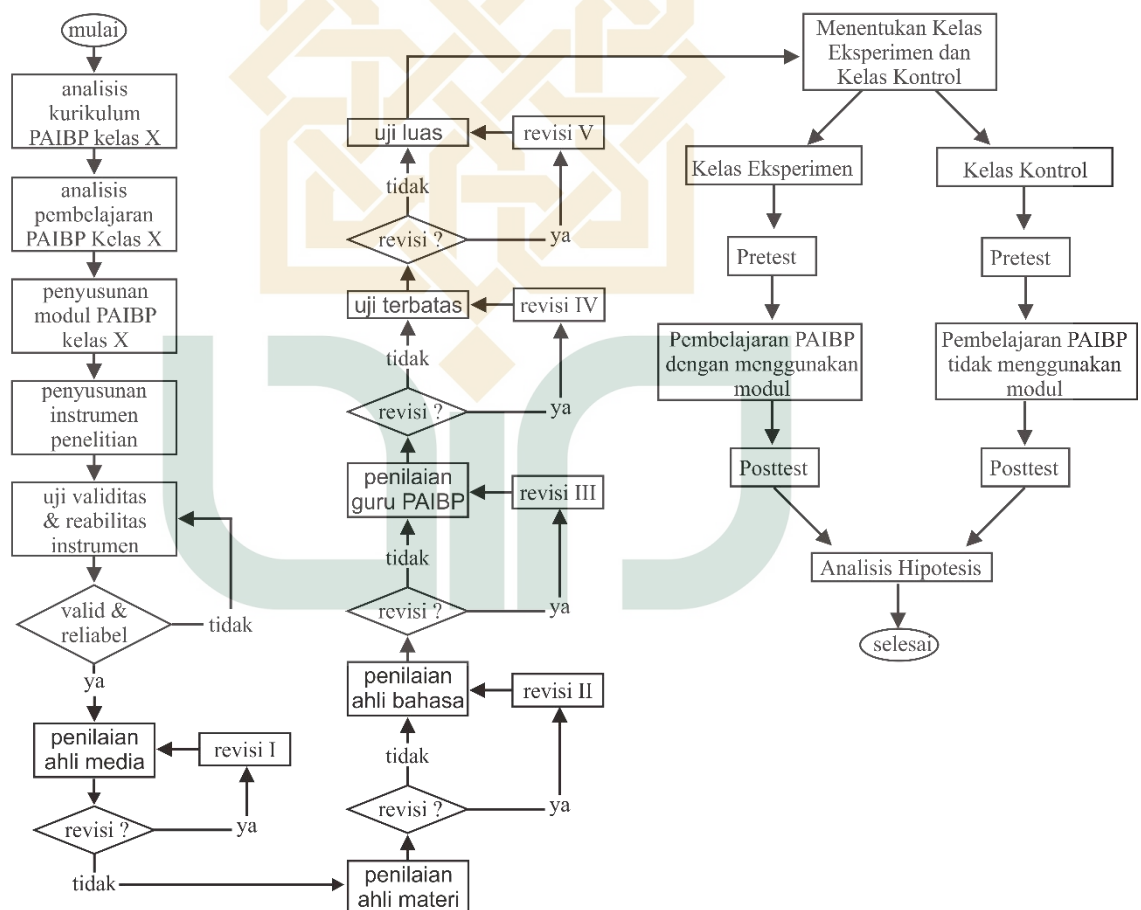 mulai
analisis
kurikulum
PAIBP kelas X
analisis
pembelajaran
PAIBP Kelas X
penyusunan
modul PAIBP
kelas X
penyusunan
instrumen
penelitian
uji validitas
& reabilitas
instrumen
valid &
reliabel
tidak
ya
penilaian
ahli media
revisi I
revisi ?
ya
tidak
penilaian
ahli materi
revisi ?
ya
tidak
revisi II
penilaian
ahli bahasa
revisi ?
ya
tidak
revisi III
penilaian
guru PAIBP
revisi ?
ya
tidak
revisi IV
uji terbatas
revisi ?
ya
tidak
revisi V
uji luas
Menentukan Kelas
Eksperimen dan
Kelas Kontrol
Kelas Eksperimen
Pretest
Pembelajaran PAIBP
dengan menggunakan
modul
Posttest
Kelas Kontrol
Pretest
Pembelajaran PAIBP
tidak menggunakan
modul
Posttest
Analisis Hipotesis
selesai